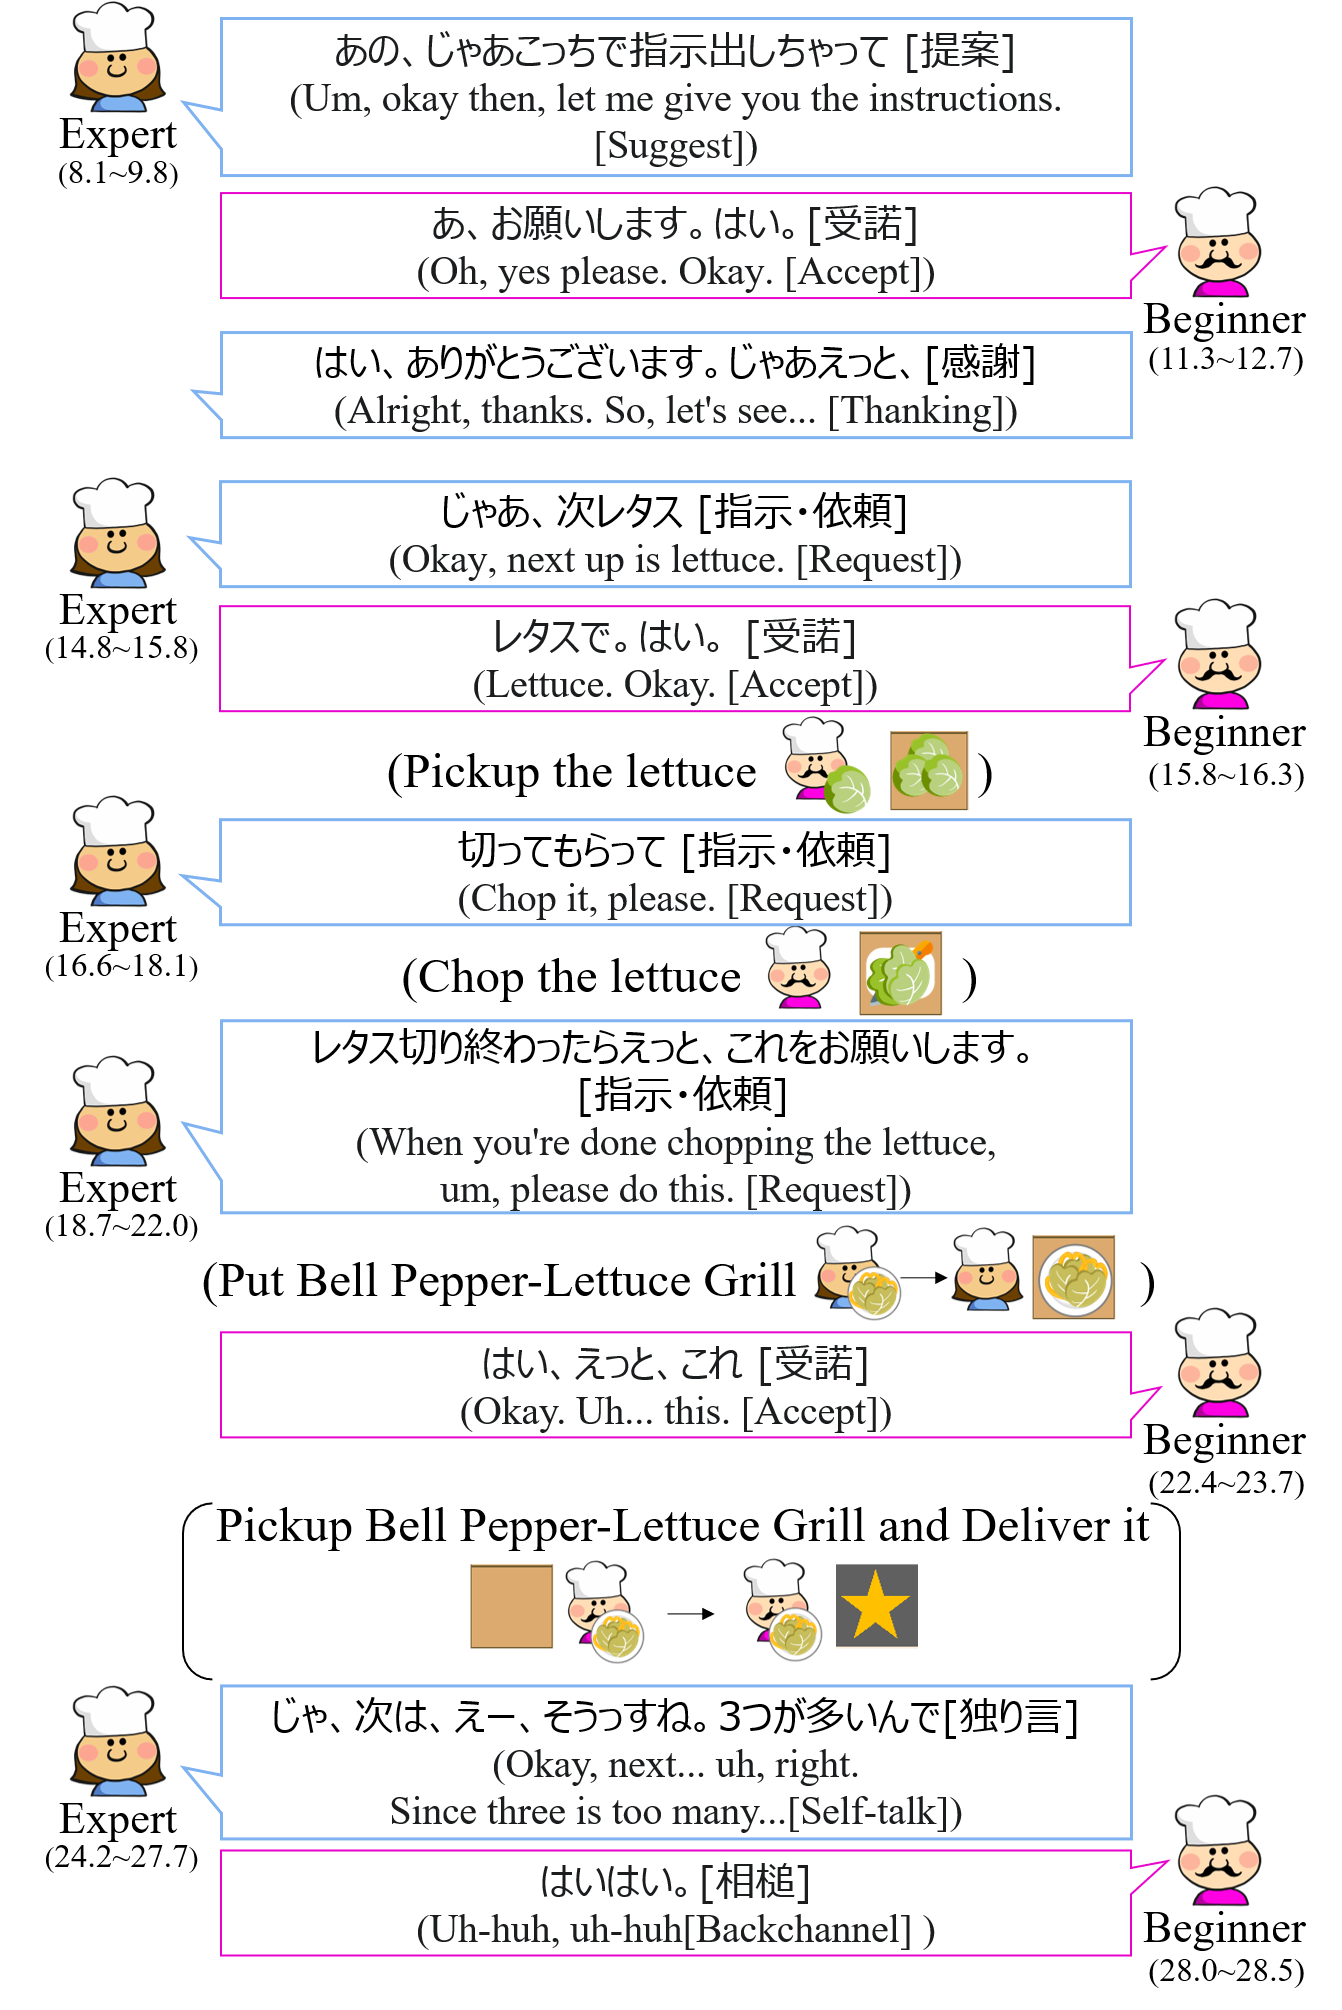 あの、じゃあこっちで指示出しちゃって [提案]
(Um, okay then, let me give you the instructions.
[Suggest])
Expert
(8.1~9.8)
あ、お願いします。はい。[受諾]
(Oh, yes please. Okay. [Accept])
Beginner
(11.3~12.7)
はい、ありがとうございます。じゃあえっと、[感謝]
(Alright, thanks. So, let's see... [Thanking])
じゃあ、次レタス [指示・依頼]
(Okay, next up is lettuce. [Request])
Expert
(14.8~15.8)
レタスで。はい。 [受諾]
(Lettuce. Okay. [Accept])
Beginner
(15.8~16.3)
(Pickup the lettuce )
切ってもらって [指示・依頼]
(Chop it, please. [Request])
Expert
(16.6~18.1)
(Chop the lettuce )
レタス切り終わったらえっと、これをお願いします。
[指示・依頼]
(When you're done chopping the lettuce,
um, please do this. [Request])
Expert
(18.7~22.0)
(Put Bell Pepper-Lettuce Grill )
はい、えっと、これ [受諾]
(Okay. Uh... this. [Accept])
Beginner
(22.4~23.7)
Pickup Bell Pepper-Lettuce Grill and Deliver it
じゃ、次は、えー、そうっすね。3つが多いんで[独り言]
(Okay, next... uh, right.
Since three is too many...[Self-talk])
Expert
(24.2~27.7)
はいはい。[相槌]
(Uh-huh, uh-huh[Backchannel] )
Beginner
(28.0~28.5)